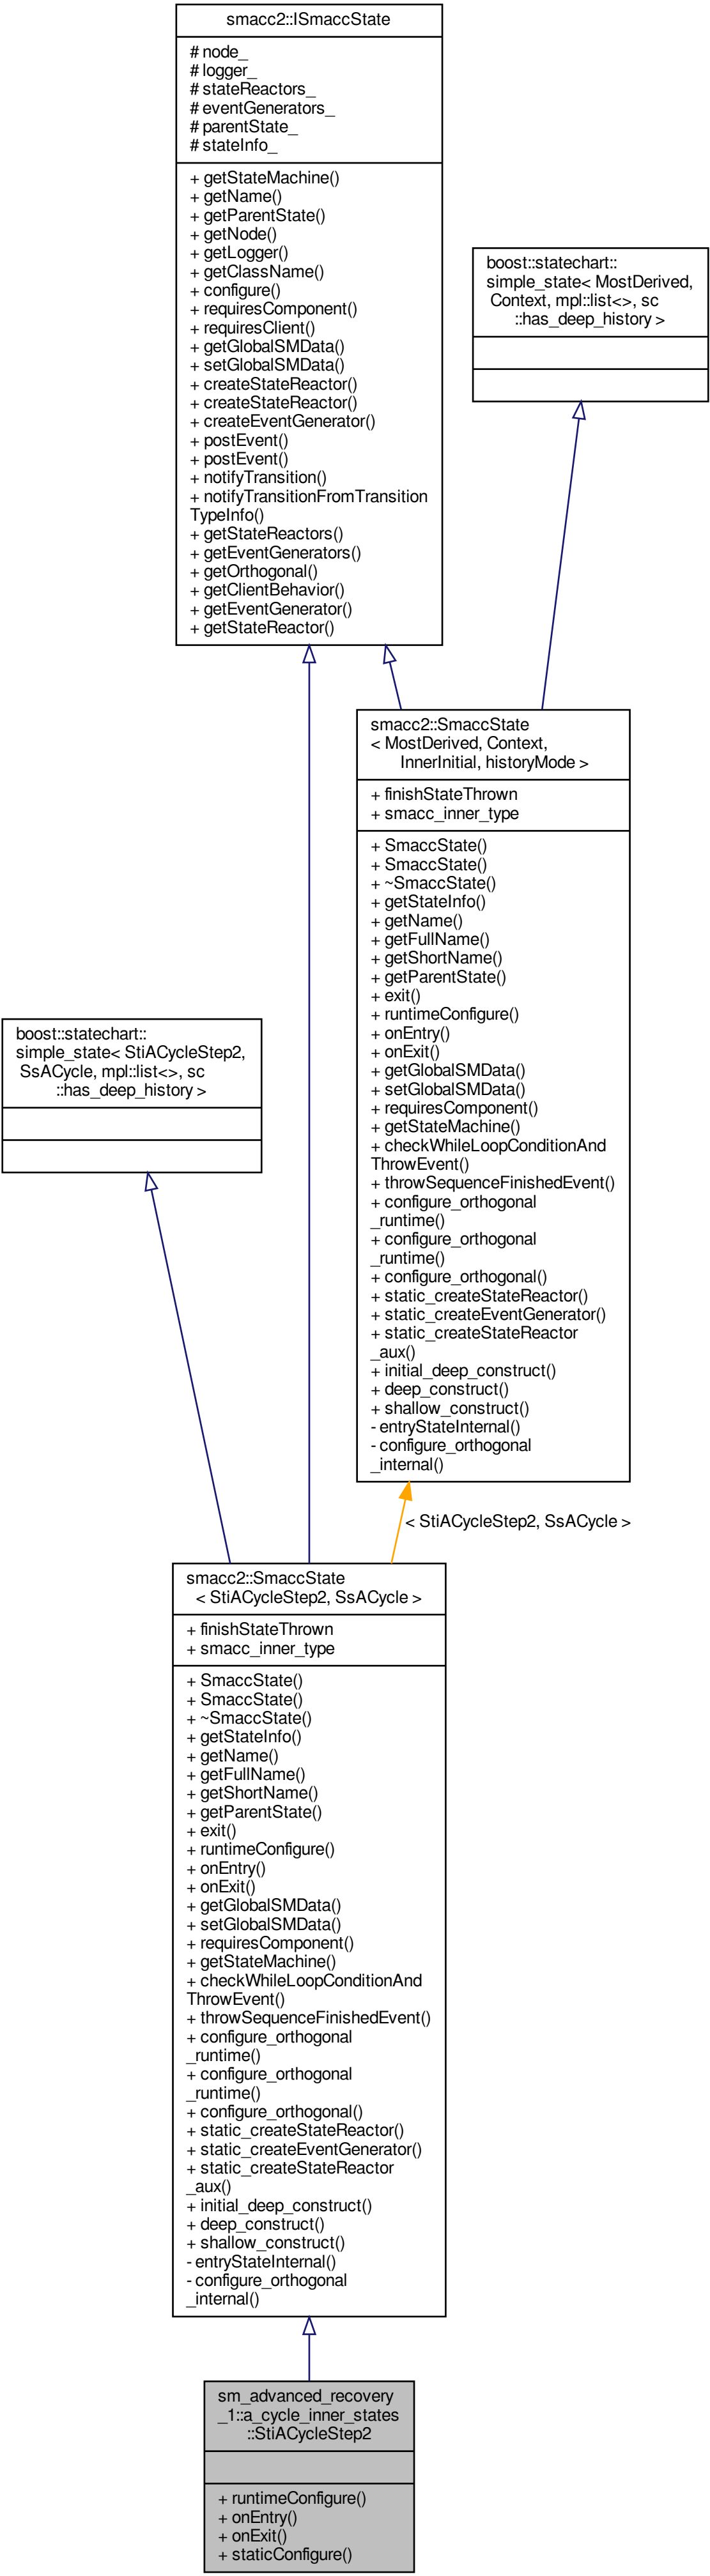 smacc2::ISmaccState
# node_
# logger_
# stateReactors_
# eventGenerators_
# parentState_
# stateInfo_
+ getStateMachine()
+ getName()
+ getParentState()
+ getNode()
+ getLogger()
+ getClassName()
+ configure()
+ requiresComponent()
+ requiresClient()
+ getGlobalSMData()
+ setGlobalSMData()
+ createStateReactor()
+ createStateReactor()
+ createEventGenerator()
+ postEvent()
+ postEvent()
+ notifyTransition()
+ notifyTransitionFromTransition
TypeInfo()
+ getStateReactors()
+ getEventGenerators()
+ getOrthogonal()
+ getClientBehavior()
+ getEventGenerator()
+ getStateReactor()
boost::statechart::
simple_state< MostDerived,
Context, mpl::list<>, sc
::has_deep_history >
smacc2::SmaccState
< MostDerived, Context,
InnerInitial, historyMode >
+ finishStateThrown
+ smacc_inner_type
+ SmaccState()
+ SmaccState()
+ ~SmaccState()
+ getStateInfo()
+ getName()
+ getFullName()
+ getShortName()
+ getParentState()
+ exit()
+ runtimeConfigure()
+ onEntry()
+ onExit()
+ getGlobalSMData()
+ setGlobalSMData()
+ requiresComponent()
+ getStateMachine()
+ checkWhileLoopConditionAnd
ThrowEvent()
+ throwSequenceFinishedEvent()
+ configure_orthogonal
_runtime()
+ configure_orthogonal
_runtime()
+ configure_orthogonal()
+ static_createStateReactor()
+ static_createEventGenerator()
+ static_createStateReactor
_aux()
+ initial_deep_construct()
+ deep_construct()
+ shallow_construct()
- entryStateInternal()
- configure_orthogonal
_internal()
boost::statechart::
simple_state< StiACycleStep2,
SsACycle, mpl::list<>, sc
::has_deep_history >
< StiACycleStep2, SsACycle >
smacc2::SmaccState
< StiACycleStep2, SsACycle >
+ finishStateThrown
+ smacc_inner_type
+ SmaccState()
+ SmaccState()
+ ~SmaccState()
+ getStateInfo()
+ getName()
+ getFullName()
+ getShortName()
+ getParentState()
+ exit()
+ runtimeConfigure()
+ onEntry()
+ onExit()
+ getGlobalSMData()
+ setGlobalSMData()
+ requiresComponent()
+ getStateMachine()
+ checkWhileLoopConditionAnd
ThrowEvent()
+ throwSequenceFinishedEvent()
+ configure_orthogonal
_runtime()
+ configure_orthogonal
_runtime()
+ configure_orthogonal()
+ static_createStateReactor()
+ static_createEventGenerator()
+ static_createStateReactor
_aux()
+ initial_deep_construct()
+ deep_construct()
+ shallow_construct()
- entryStateInternal()
- configure_orthogonal
_internal()
sm_advanced_recovery
_1::a_cycle_inner_states
::StiACycleStep2
+ runtimeConfigure()
+ onEntry()
+ onExit()
+ staticConfigure()